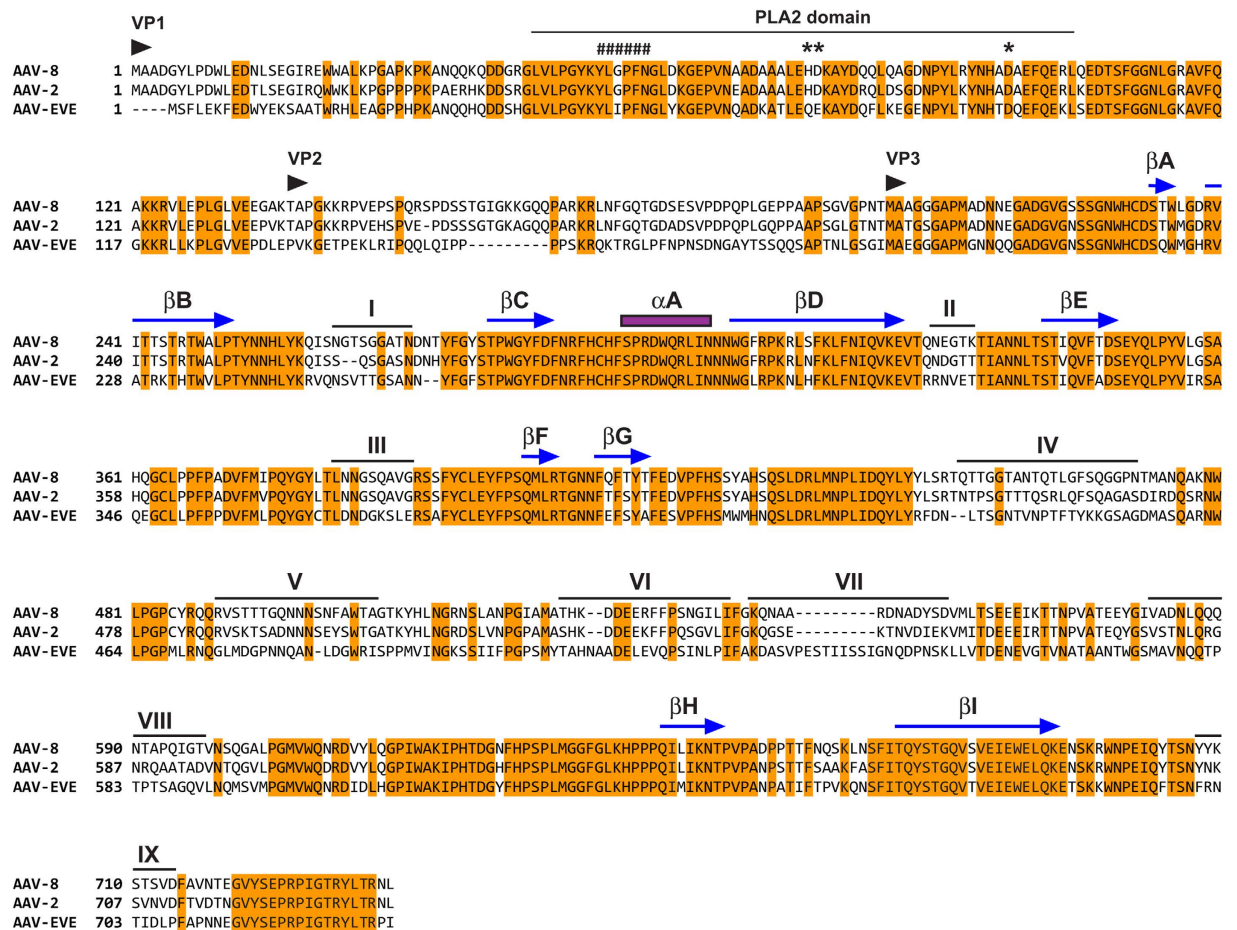 VP1
PLA2 domain
###### ** *
AAV-8 1 MAADGYLPDWLEDNLSEGIREWWALKPGAPKPKANQQKQDDGRGLVLPGYKYLGPFNGLDKGEPVNAADAAALEHDKAYDQQLQAGDNPYLRYNHADAEFQERLQEDTSFGGNLGRAVFQ
AAV-2 1 MAADGYLPDWLEDTLSEGIRQWWKLKPGPPPPKPAERHKDDSRGLVLPGYKYLGPFNGLDKGEPVNEADAAALEHDKAYDRQLDSGDNPYLKYNHADAEFQERLKEDTSFGGNLGRAVFQ
AAV-EVE 1 ----MSFLEKFEDWYEKSAATWRHLEAGPPHPKANQQHQDDSHGLVLPGYKYLIPFNGLYKGEPVNQADKATLEQEKAYDQFLKEGENPYLTYNHTDQEFQEKLSEDTSFGGNLGKAVFQ
VP2 VP3 βA
AAV-8 121 AKKRVLEPLGLVEEGAKTAPGKKRPVEPSPQRSPDSSTGIGKKGQQPARKRLNFGQTGDSESVPDPQPLGEPPAAPSGVGPNTMAAGGGAPMADNNEGADGVGSSSGNWHCDSTWLGDRV
AAV-2 121 AKKRVLEPLGLVEEPVKTAPGKKRPVEHSPVE-PDSSSGTGKAGQQPARKRLNFGQTGDADSVPDPQPLGQPPAAPSGLGTNTMATGSGAPMADNNEGADGVGNSSGNWHCDSTWMGDRV
AAV-EVE 117 GKKRLLKPLGVVEPDLEPVKGETPEKLRIPQQLQIPP---------PPSKRQKTRGLPFNPNSDNGAYTSSQQSAPTNLGSGIMAEGGGAPMGNNQQGADGVGNSSGNWHCDSQWMGHRV
βB I βC αA βD II βE
AAV-8 241 ITTSTRTWALPTYNNHLYKQISNGTSGGATNDNTYFGYSTPWGYFDFNRFHCHFSPRDWQRLINNNWGFRPKRLSFKLFNIQVKEVTQNEGTKTIANNLTSTIQVFTDSEYQLPYVLGSA
AAV-2 240 ITTSTRTWALPTYNNHLYKQISS--QSGASNDNHYFGYSTPWGYFDFNRFHCHFSPRDWQRLINNNWGFRPKRLNFKLFNIQVKEVTQNDGTTTIANNLTSTIQVFTDSEYQLPYVLGSA
AAV-EVE 228 ATRKTHTWVLPTYNNHLYKRVQNSVTTGSANN--YFGFSTPWGYFDFNRFHCHFSPRDWQRLINNNWGLRPKNLHFKLFNIQVKEVTRRNVETTIANNLTSTIQVFADSEYQLPYVIRSA
III βF βG IV
AAV-8 361 HQGCLPPFPADVFMIPQYGYLTLNNGSQAVGRSSFYCLEYFPSQMLRTGNNFQFTYTFEDVPFHSSYAHSQSLDRLMNPLIDQYLYYLSRTQTTGGTANTQTLGFSQGGPNTMANQAKNW
AAV-2 358 HQGCLPPFPADVFMVPQYGYLTLNNGSQAVGRSSFYCLEYFPSQMLRTGNNFTFSYTFEDVPFHSSYAHSQSLDRLMNPLIDQYLYYLSRTNTPSGTTTQSRLQFSQAGASDIRDQSRNW
AAV-EVE 346 QEGCLLPFPPDVFMLPQYGYCTLDNDGKSLERSAFYCLEYFPSQMLRTGNNFEFSYAFESVPFHSMWMHNQSLDRLMNPLIDQYLYRFDN--LTSGNTVNPTFTYKKGSAGDMASQARNW
V VI VII
AAV-8 481 LPGPCYRQQRVSTTTGQNNNSNFAWTAGTKYHLNGRNSLANPGIAMATHK--DDEERFFPSNGILIFGKQNAA---------RDNADYSDVMLTSEEEIKTTNPVATEEYGIVADNLQQQ
AAV-2 478 LPGPCYRQQRVSKTSADNNNSEYSWTGATKYHLNGRDSLVNPGPAMASHK--DDEEKFFPQSGVLIFGKQGSE---------KTNVDIEKVMITDEEEIRTTNPVATEQYGSVSTNLQRG
AAV-EVE 464 LPGPMLRNQGLMDGPNNQAN-LDGWRISPPMVINGKSSIIFPGPSMYTAHNAADELEVQPSINLPIFAKDASVPESTIISSIGNQDPNSKLLVTDENEVGTVNATAANTWGSMAVNQQTP
VIII βH βI
AAV-8 590 NTAPQIGTVNSQGALPGMVWQNRDVYLQGPIWAKIPHTDGNFHPSPLMGGFGLKHPPPQILIKNTPVPADPPTTFNQSKLNSFITQYSTGQVSVEIEWELQKENSKRWNPEIQYTSNYYK
AAV-2 587 NRQAATADVNTQGVLPGMVWQDRDVYLQGPIWAKIPHTDGHFHPSPLMGGFGLKHPPPQILIKNTPVPANPSTTFSAAKFASFITQYSTGQVSVEIEWELQKENSKRWNPEIQYTSNYNK
AAV-EVE 583 TPTSAGQVLNQMSVMPGMVWQNRDIDLHGPIWAKIPHTDGYFHPSPLMGGFGLKHPPPQIMIKNTPVPANPATIFTPVKQNSFITQYSTGQVTVEIEWELQKETSKKWNPEIQFTSNFRN
IX
AAV-8 710 STSVDFAVNTEGVYSEPRPIGTRYLTRNL
AAV-2 707 SVNVDFTVDTNGVYSEPRPIGTRYLTRNL
AAV-EVE 703 TIDLPFAPNNEGVYSEPRPIGTRYLTRPI